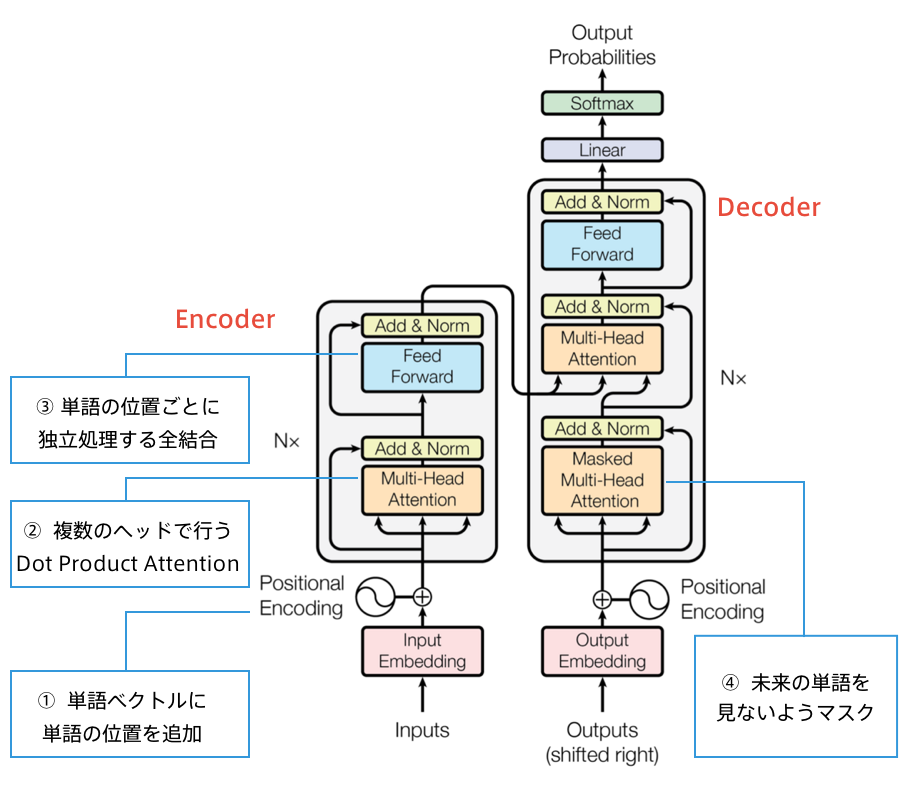 Output
Probabilities
Softmax
Linear
Decoder
Add & Norm
Feed
Forward
Add & Norm
Multi-Head
Attention
N×
Add & Norm
Masked
Multi-Head
Attention
Encoder
Add & Norm
Feed
Forward
N×
Add & Norm
Multi-Head
Attention
③ 単語の位置ごとに
独立処理する全結合
② 複数のヘッドで行う
Dot Product Attention
Positional
Encoding
Positional
Encoding
Input
Embedding
Output
Embedding
① 単語ベクトルに
単語の位置を追加
④ 未来の単語を
見ないようマスク
Inputs
Outputs
(shifted right)